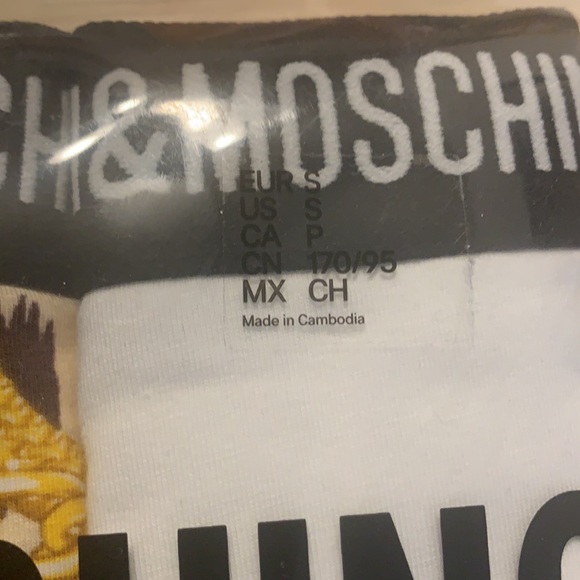 CH&MOSCHI
EUR S
US S
CA P
CN 170/95
MX CH
Made in Cambodia